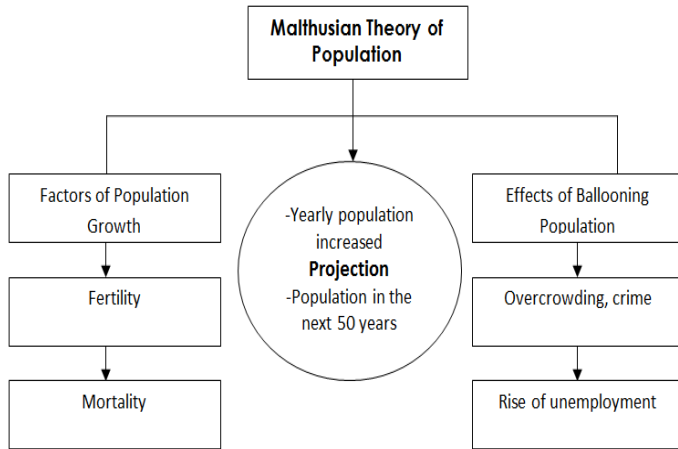 Malthusian Theory of
Population
Factors of Population
Growth
Fertility
Mortality
-Yearly population
increased
Projection
-Population in the
next 50 years
Effects of Ballooning
Population
Overcrowding, crime
Rise of unemployment